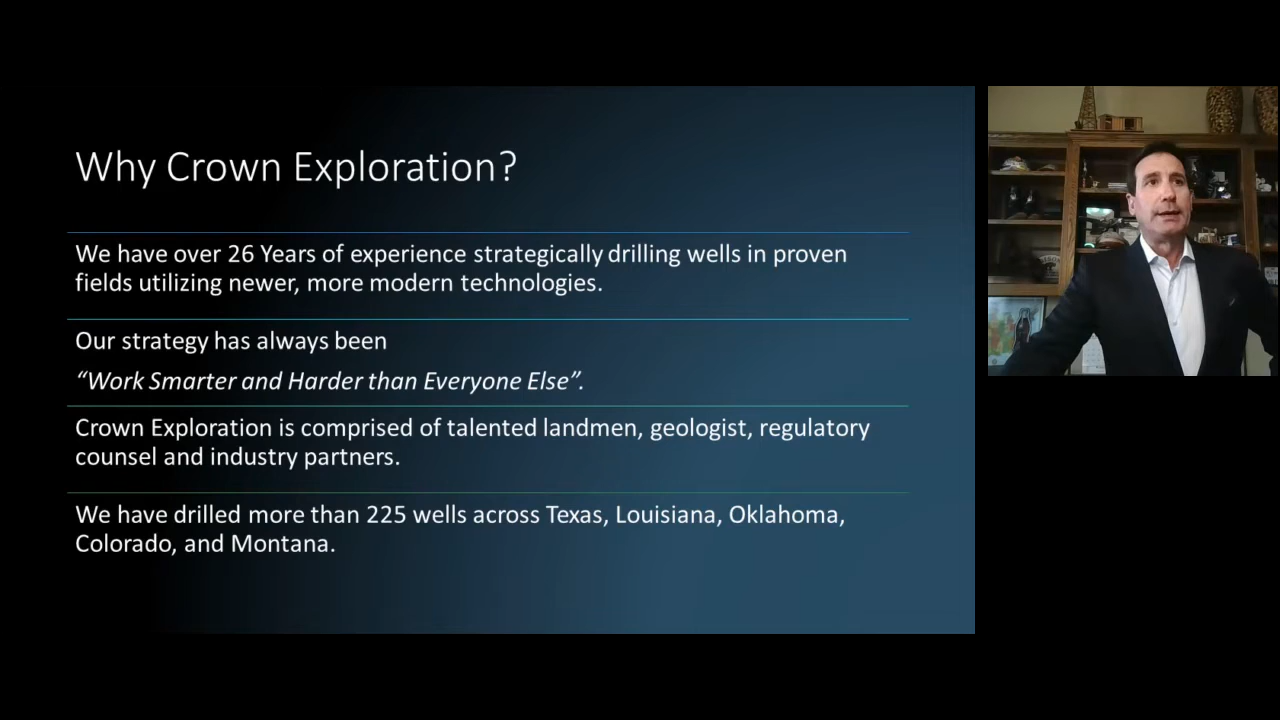 Why Crown Exploration?
We have over 26 Years of experience strategically drilling wells in proven
fields utilizing newer, more modern technologies.
Our strategy has always been
“Work Smarter and Harder than Everyone Else”.
Crown Exploration is comprised of talented landmen, geologist, regulatory
counsel and industry partners.
We have drilled more than 225 wells across Texas, Louisiana, Oklahoma,
Colorado, and Montana.